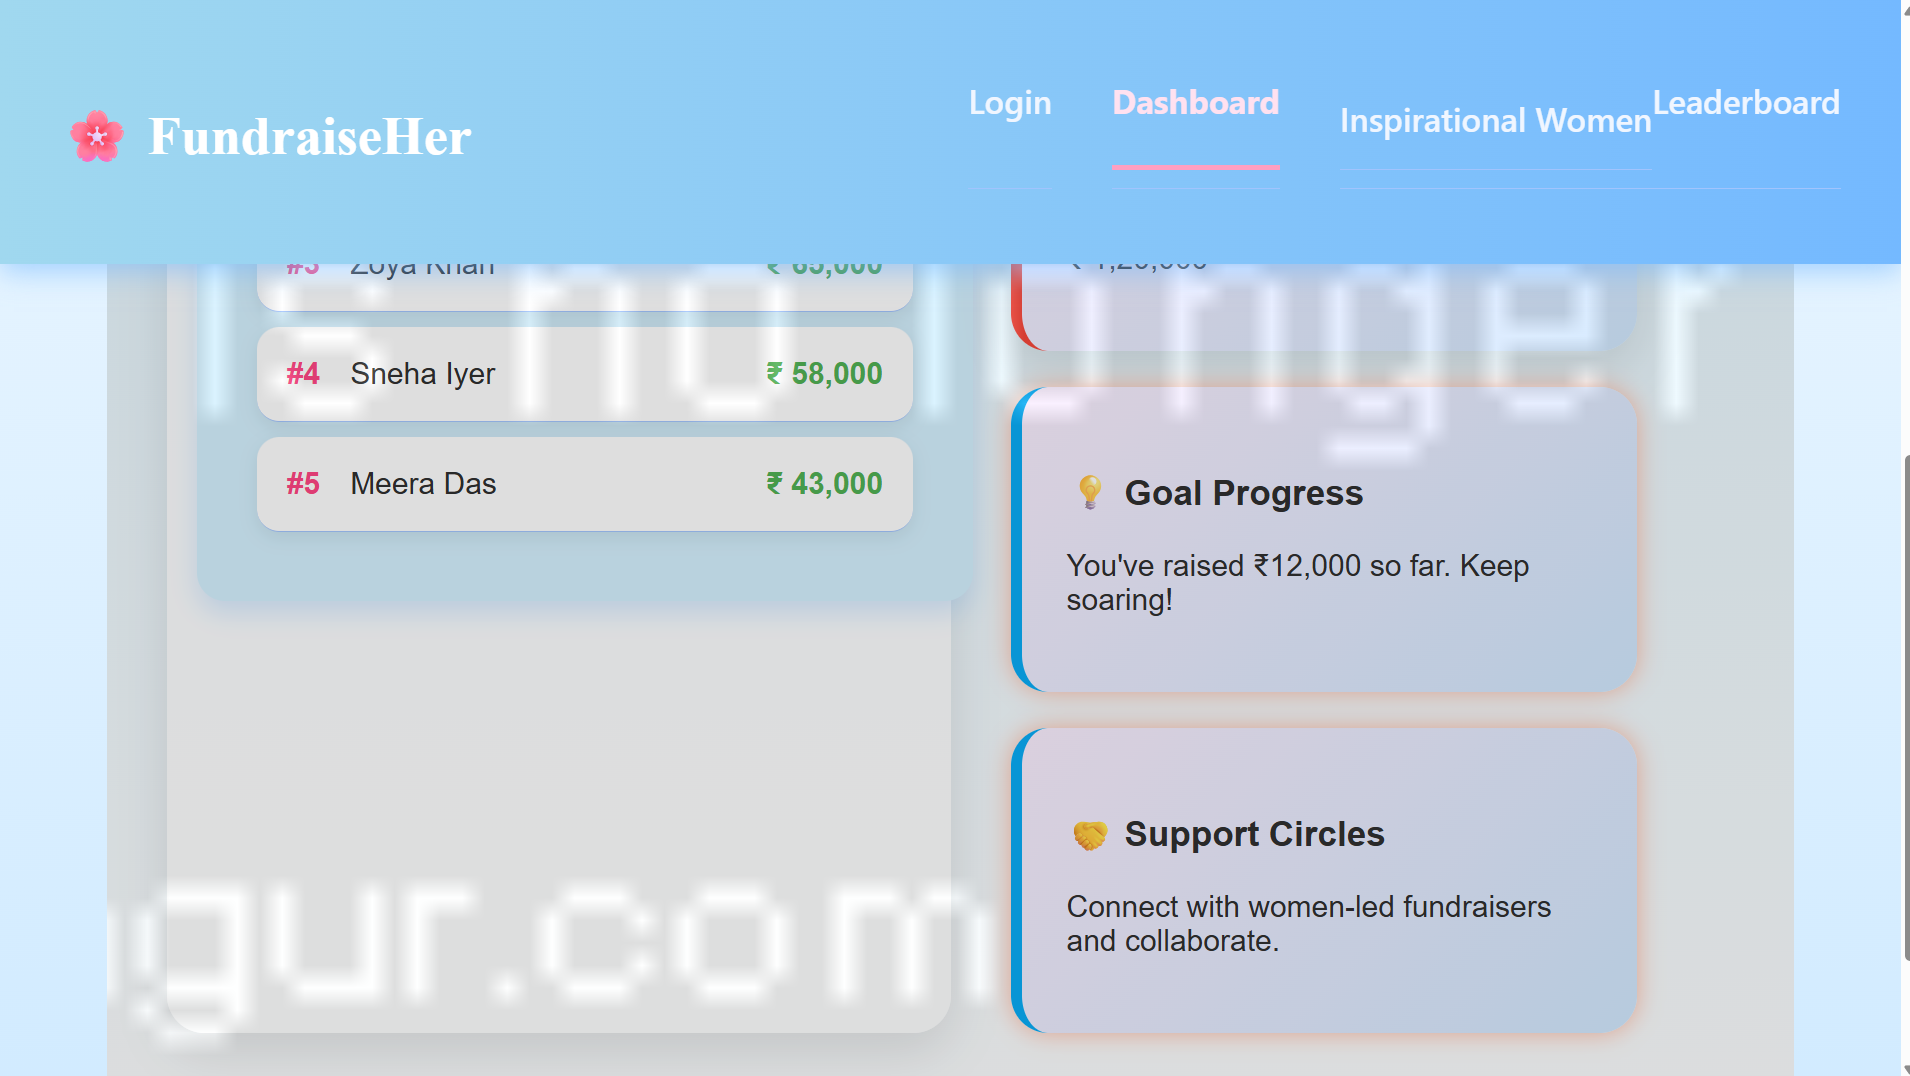 🌸 FundraiseHer
Login
Dashboard
Inspirational Women
Leaderboard
#3 Zoya Khan ₹ 65,000
#4 Sneha Iyer ₹ 58,000
#5 Meera Das ₹ 43,000
₹ 1,20,000
💡 Goal Progress
You've raised ₹12,000 so far. Keep
soaring!
🤝 Support Circles
Connect with women-led fundraisers
and collaborate.
is no longer
gur.com